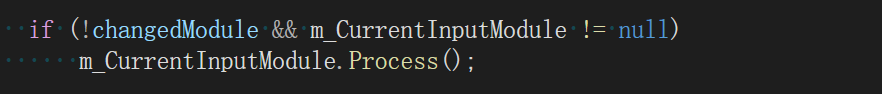 if (!changedModule && m_CurrentInputModule != null)
m_CurrentInputModule.Process();